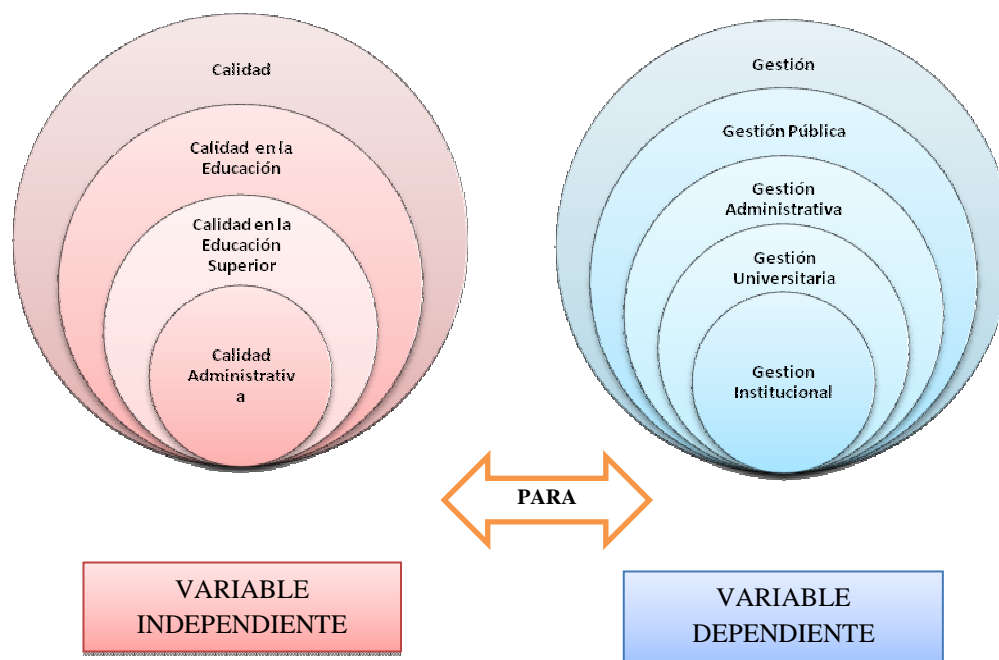 Calidad
Calidad en la
Educación
Calidad en la
Educación
Superior
Calidad
Administrativ
a
Gestión
Gestión Pública
Gestión
Administrativa
Gestión
Universitaria
Gestion
Institucional
PARA
VARIABLE
INDEPENDIENTE
VARIABLE
DEPENDIENTE